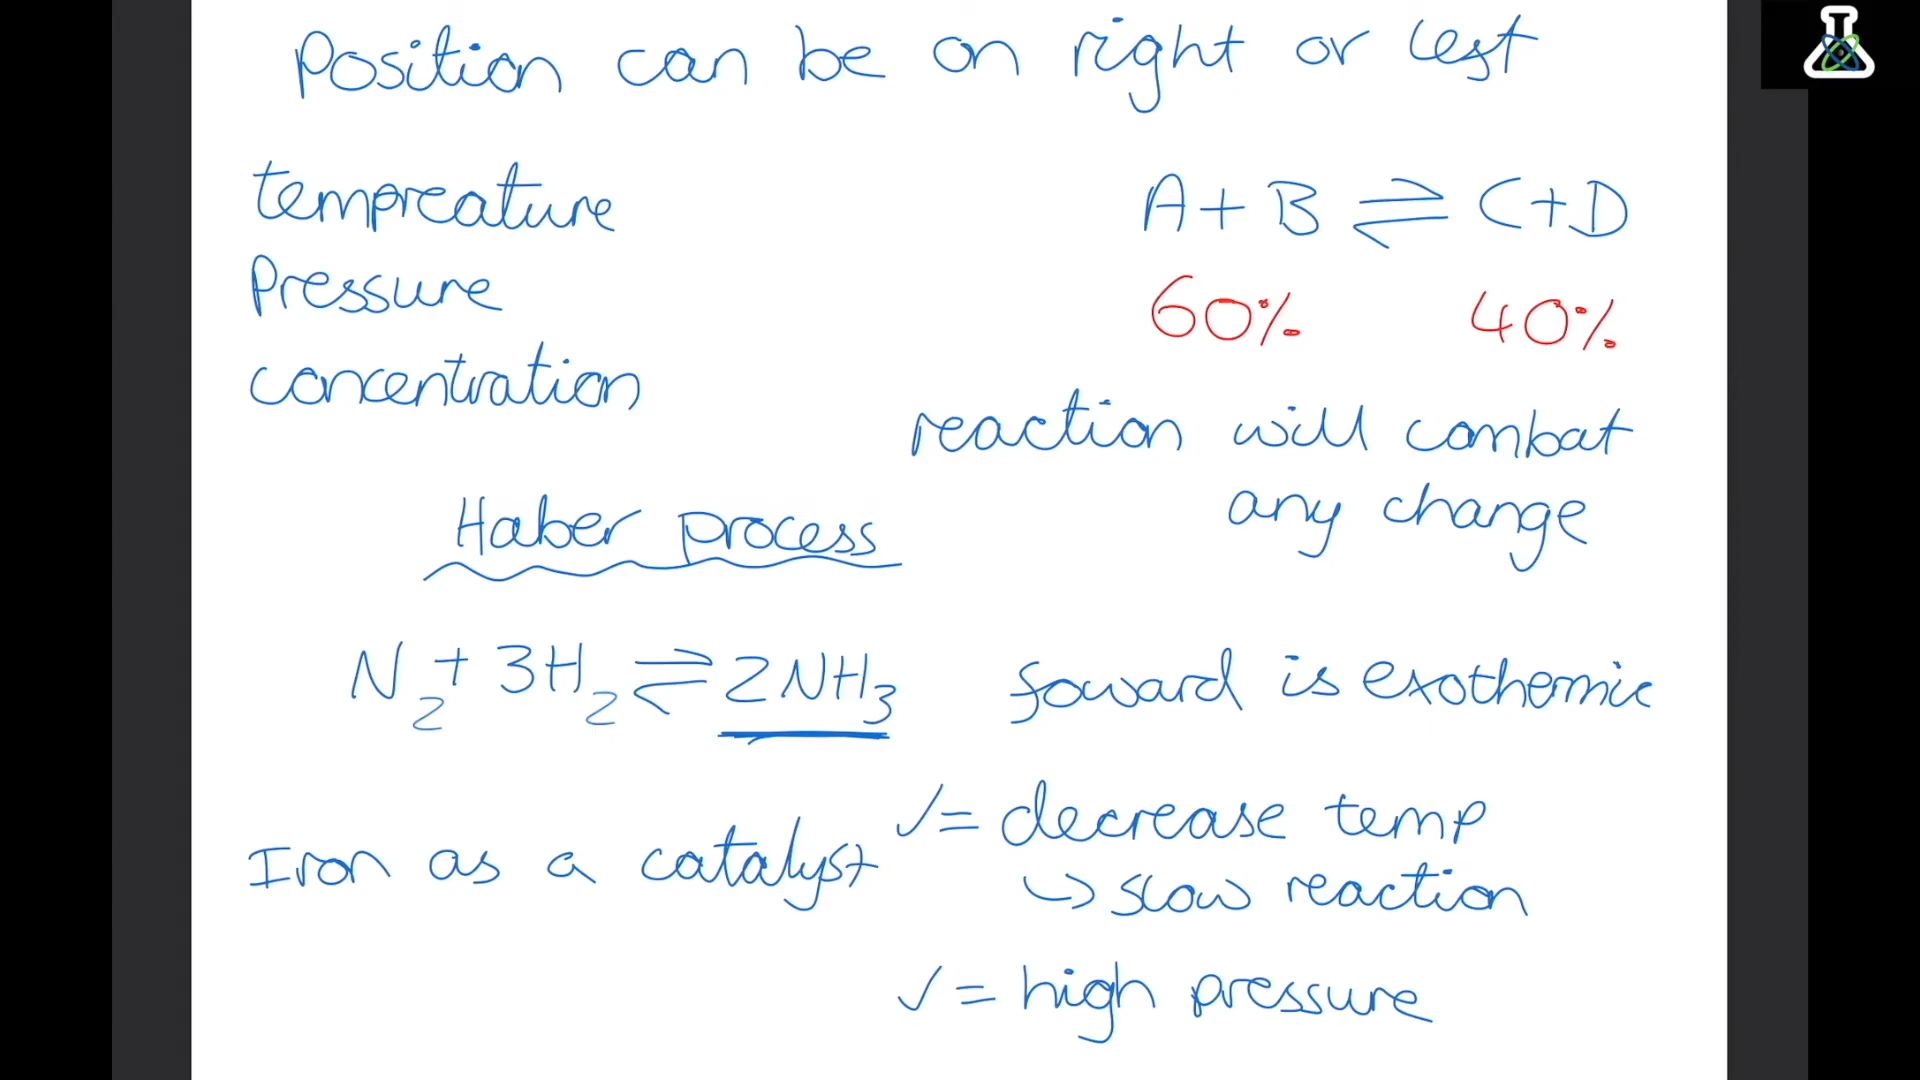 Position can be on right or left
tempreature
Pressure
concentration
A + B ⇌ C + D
60% 40%
reaction will combat
any change
Haber process
N₂ + 3H₂ ⇌ 2NH₃
foward is exothermic
Iron as a catalyst
✓= decrease temp
↪ slow reaction
✓ = high pressure